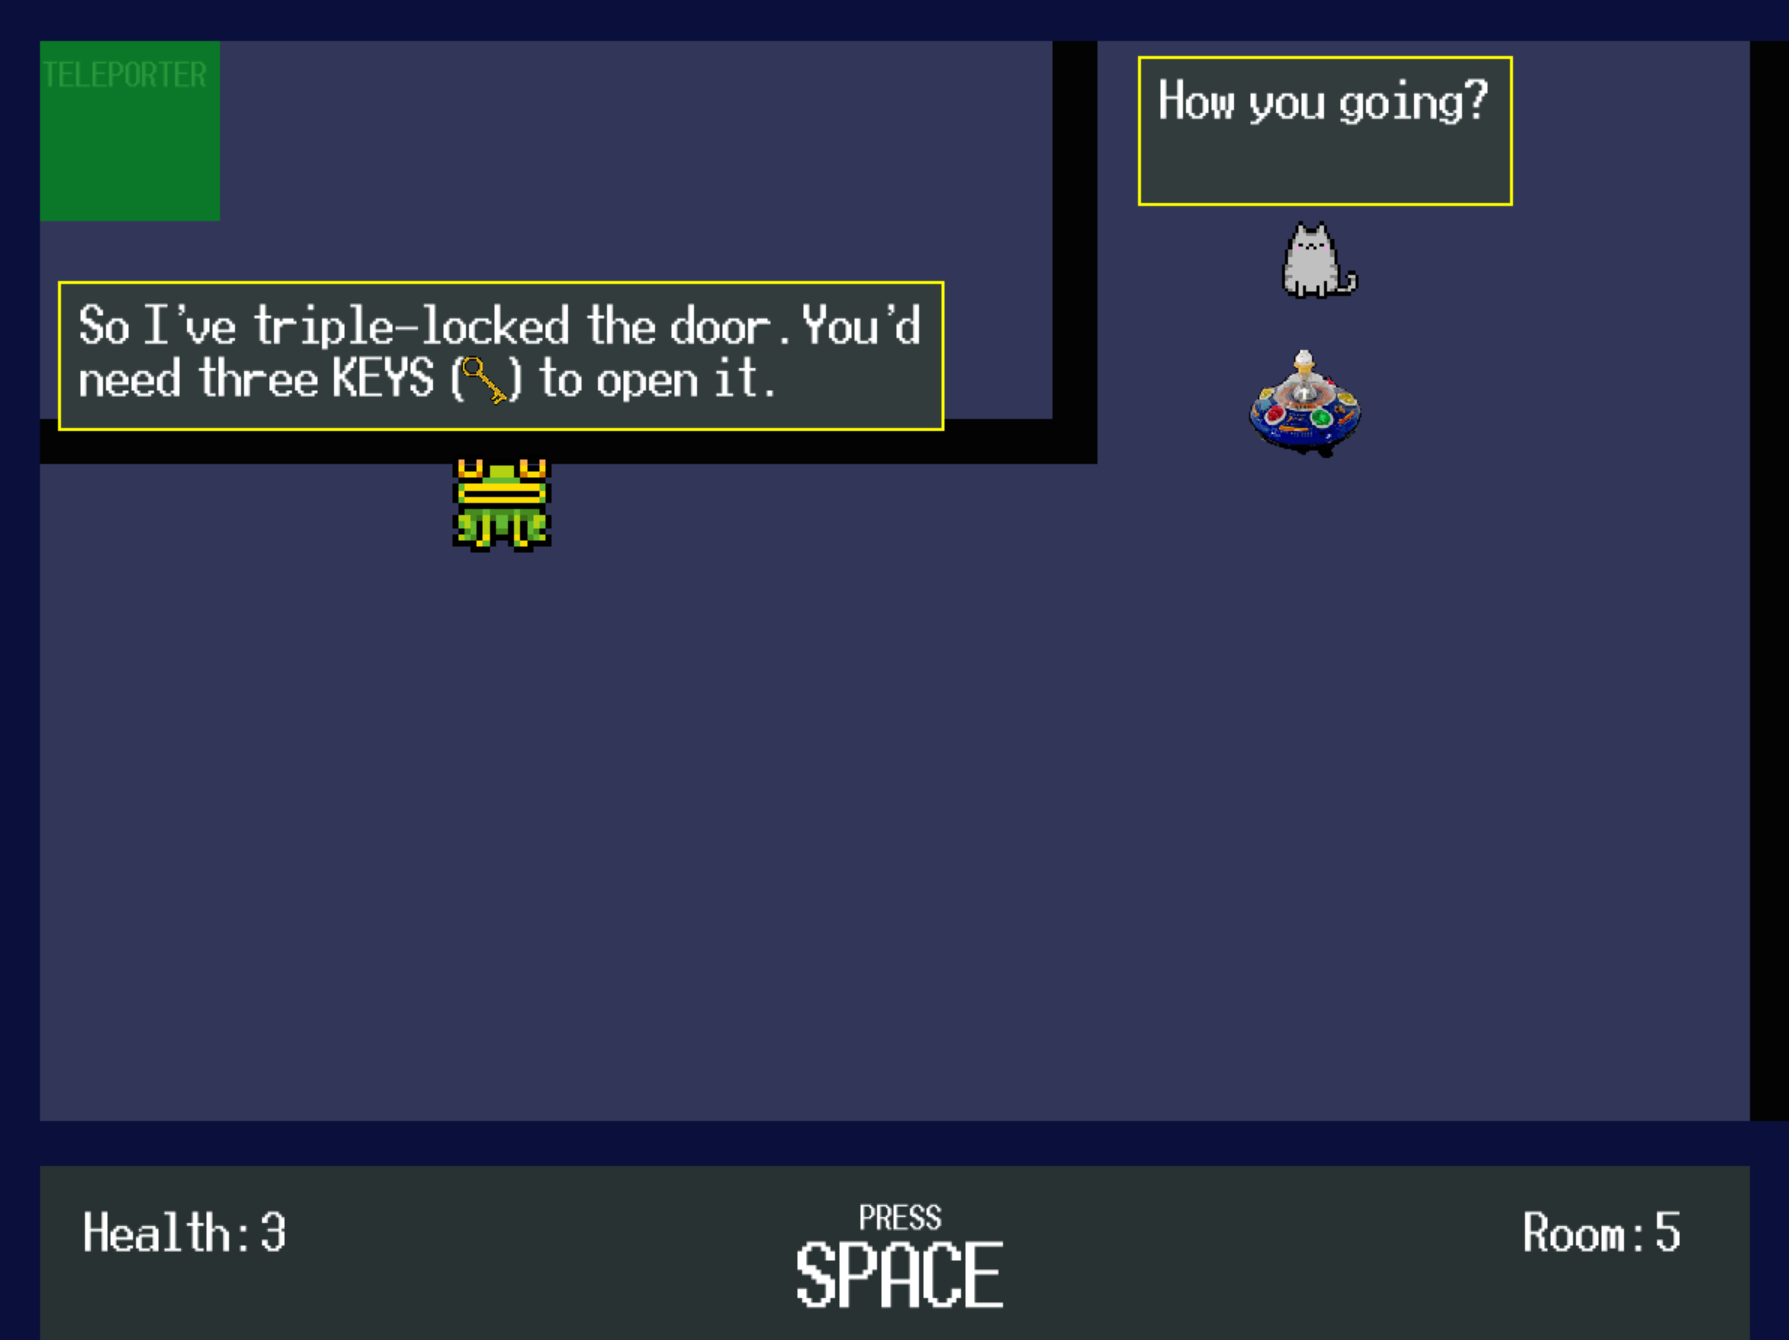 TELEPORTER
How you going?
So I've triple-locked the door. You'd
need three KEYS () to open it.
Health: 3
PRESS
SPACE
Room: 5